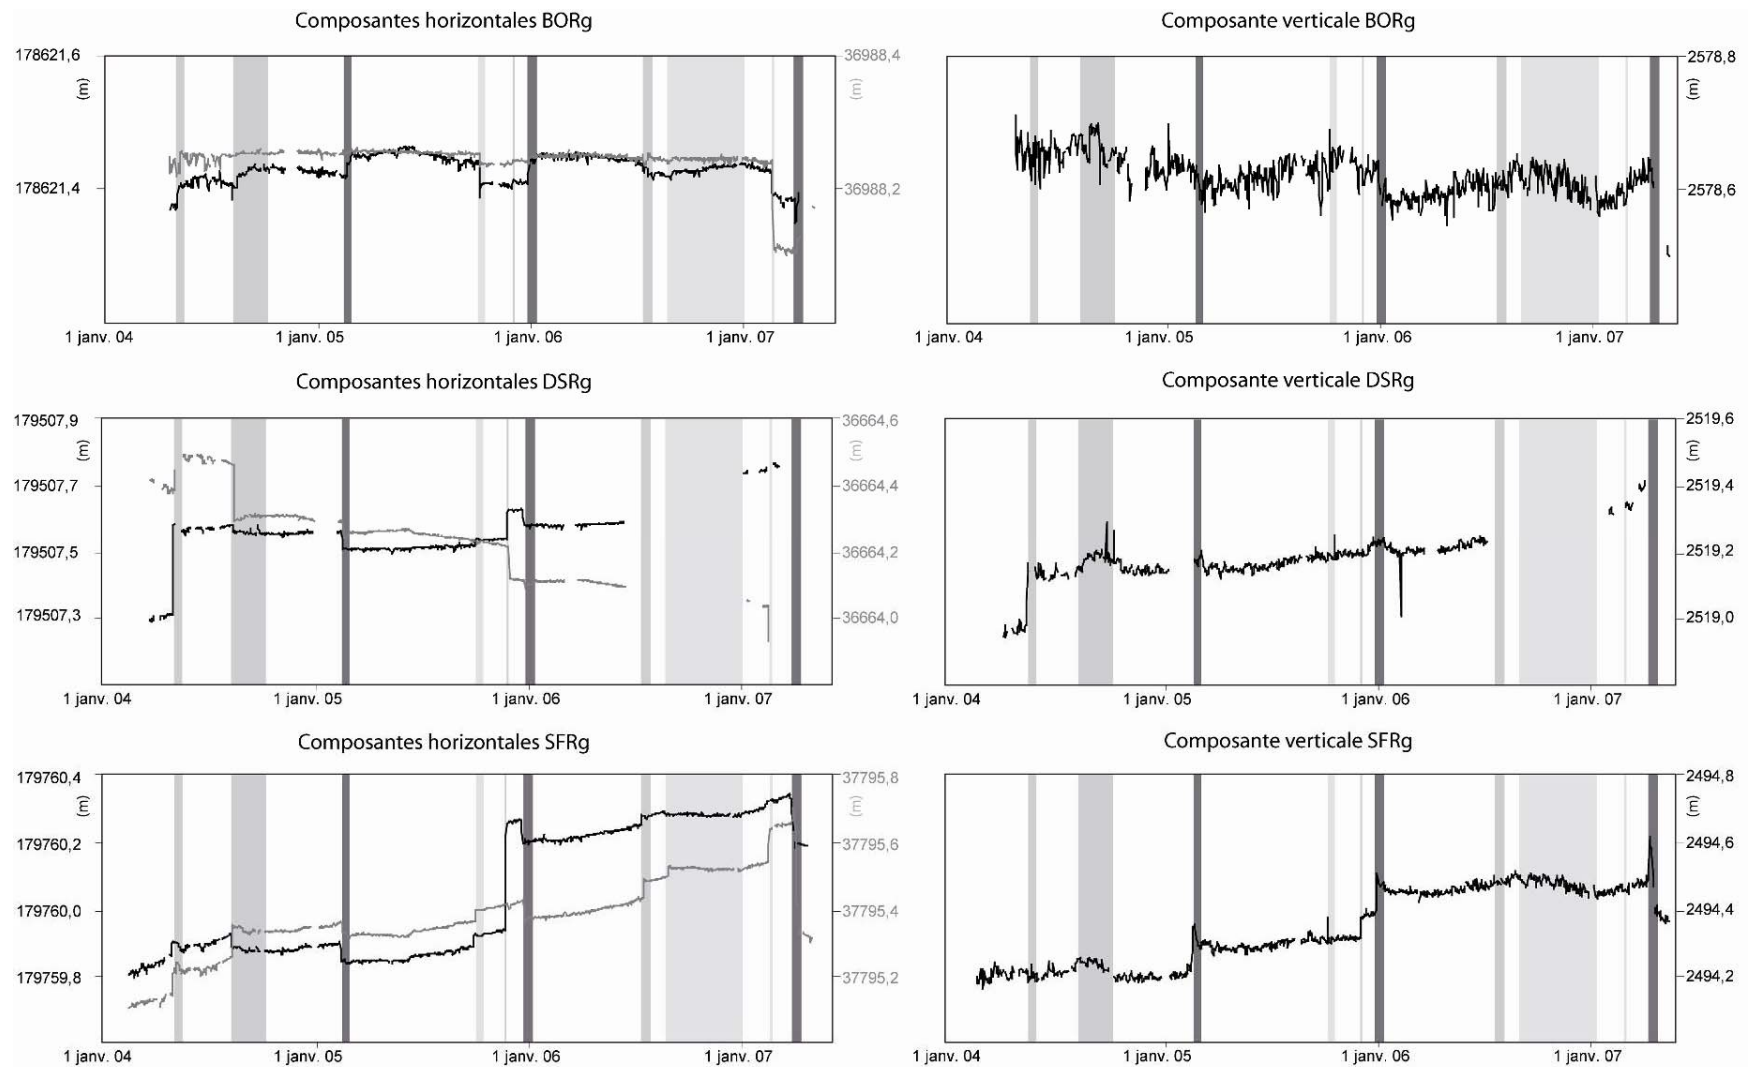 Composantes horizontales BORg
Composante verticale BORg
178621,6
36988,4
2578,8
(m)
(m)
(m)
178621,4
36988,2
2578,6
1 janv. 04
1 janv. 05
1 janv. 06
1 janv. 07
1 janv. 04
1 janv. 05
1 janv. 06
1 janv. 07
Composantes horizontales DSRg
Composante verticale DSRg
179507,9
36664,6
2519,6
(m)
(m)
(m)
179507,7
36664,4
2519,4
179507,5
36664,2
2519,2
179507,3
36664,0
2519,0
1 janv. 04
1 janv. 05
1 janv. 06
1 janv. 07
1 janv. 04
1 janv. 05
1 janv. 06
1 janv. 07
Composantes horizontales SFRg
Composante verticale SFRg
179760,4
37795,8
2494,8
(m)
(m)
(m)
179760,2
37795,6
2494,6
179760,0
37795,4
2494,4
179759,8
37795,2
2494,2
1 janv. 04
1 janv. 05
1 janv. 06
1 janv. 07
1 janv. 04
1 janv. 05
1 janv. 06
1 janv. 07